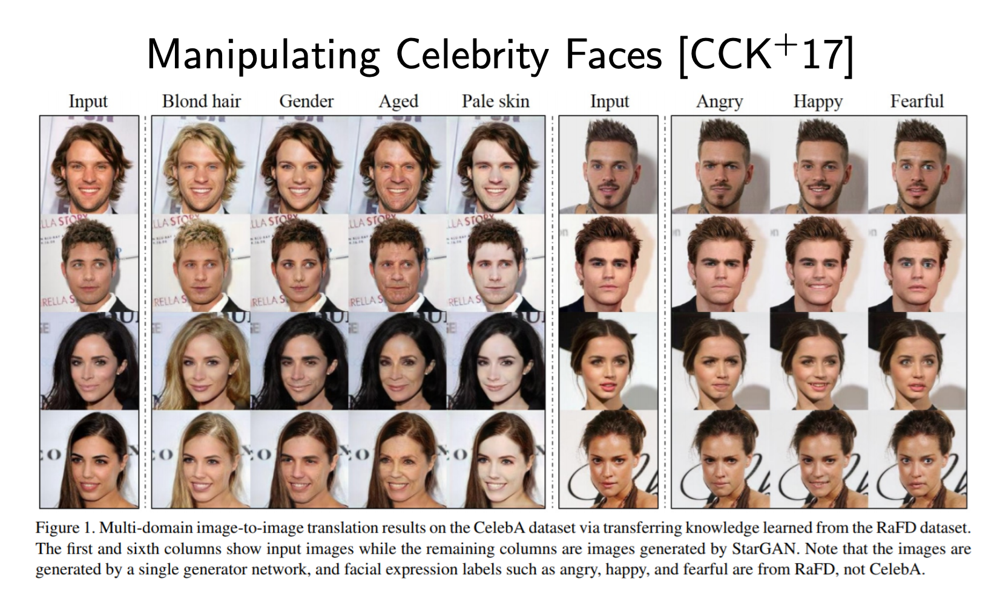 Manipulating Celebrity Faces [CCK+17]
Input Blond hair Gender Aged Pale skin Input Angry Happy Fearful
LLA STORY
RELLA S
Figure 1. Multi-domain image-to-image translation results on the CelebA dataset via transferring knowledge learned from the RaFD dataset.
The first and sixth columns show input images while the remaining columns are images generated by StarGAN. Note that the images are
generated by a single generator network, and facial expression labels such as angry, happy, and fearful are from RaFD, not CelebA.